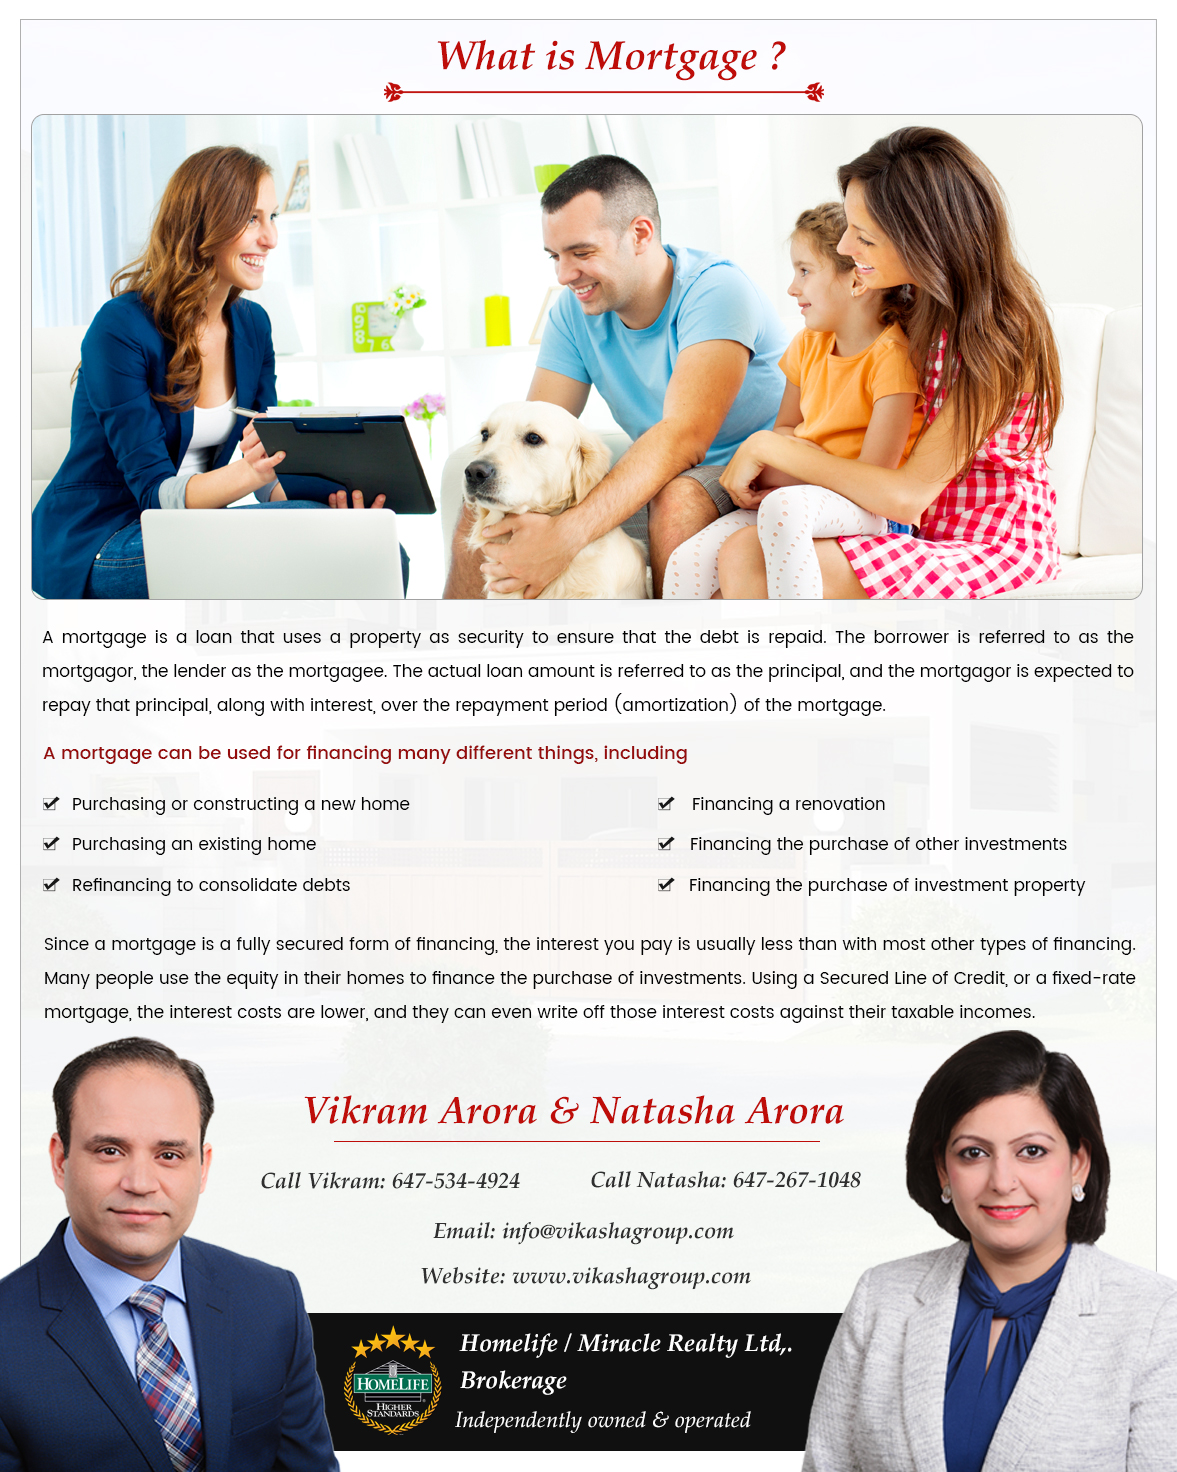 What is Mortgage ?
A mortgage is a loan that uses a property as security to ensure that the debt is repaid. The borrower is referred to as the
mortgagor, the lender as the mortgagee. The actual loan amount is referred to as the principal, and the mortgagor is expected to
repay that principal, along with interest, over the repayment period (amortization) of the mortgage.
A mortgage can be used for financing many different things, including
Purchasing or constructing a new home
Purchasing an existing home
Refinancing to consolidate debts
Financing a renovation
Financing the purchase of other investments
Financing the purchase of investment property
Since a mortgage is a fully secured form of financing, the interest you pay is usually less than with most other types of financing.
Many people use the equity in their homes to finance the purchase of investments. Using a Secured Line of Credit, or a fixed-rate
mortgage, the interest costs are lower, and they can even write off those interest costs against their taxable incomes.
Vikram Arora & Natasha Arora
Call Vikram: 647-534-4924
Call Natasha: 647-267-1048
Email: info@vikashagroup.com
Website: www.vikashagroup.com
HOMELIFE
HIGHER
STANDARDS
Homelife / Miracle Realty Ltd,.
Brokerage
Independently owned & operated